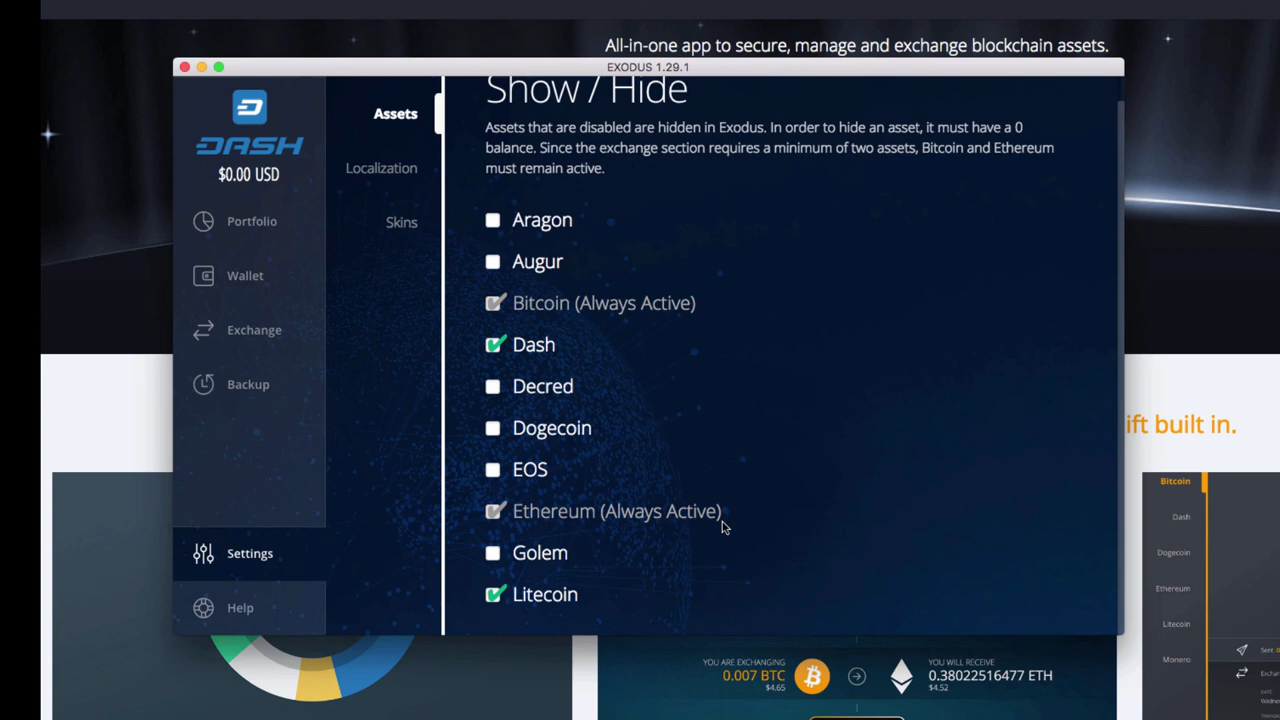 All-in-one app to secure, manage and exchange blockchain assets.
EXODUS 1.29.1
DASH
$0.00 USD
Portfolio
Wallet
Exchange
Backup
Settings
Help
Assets
Localization
Skins
Show / Hide
Assets that are disabled are hidden in Exodus. In order to hide an asset, it must have a 0
balance. Since the exchange section requires a minimum of two assets, Bitcoin and Ethereum
must remain active.
Aragon
Augur
Bitcoin (Always Active)
Dash
Decred
Dogecoin
EOS
Ethereum (Always Active)
Golem
Litecoin
ift built in.
Bitcoin
Dash
Dogecoin
Ethereum
Litecoin
Monero
Sent
YOU ARE EXCHANGING
0.007 BTC
$4.65
YOU WILL RECEIVE
0.38022516477 ETH
$4.52